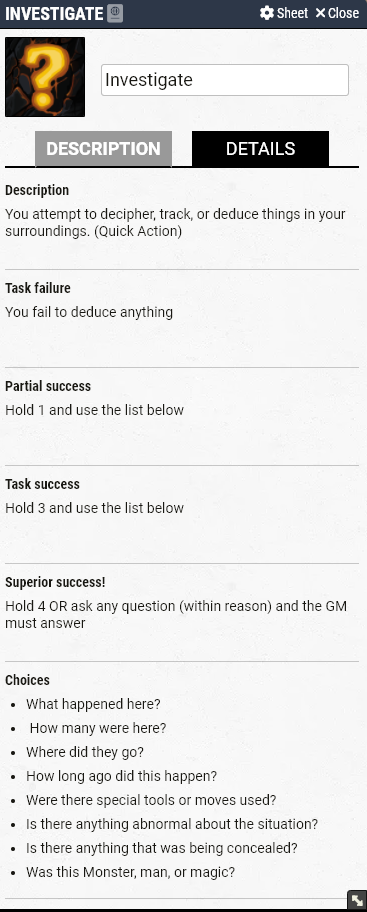 INVESTIGATE Sheet Close
Investigate
DESCRIPTION DETAILS
Description
You attempt to decipher, track, or deduce things in your
surroundings. (Quick Action)
Task failure
You fail to deduce anything
Partial success
Hold 1 and use the list below
Task success
Hold 3 and use the list below
Superior success!
Hold 4 OR ask any question (within reason) and the GM
must answer
Choices
• What happened here?
• How many were here?
• Where did they go?
• How long ago did this happen?
• Were there special tools or moves used?
• Is there anything abnormal about the situation?
• Is there anything that was being concealed?
• Was this Monster, man, or magic?